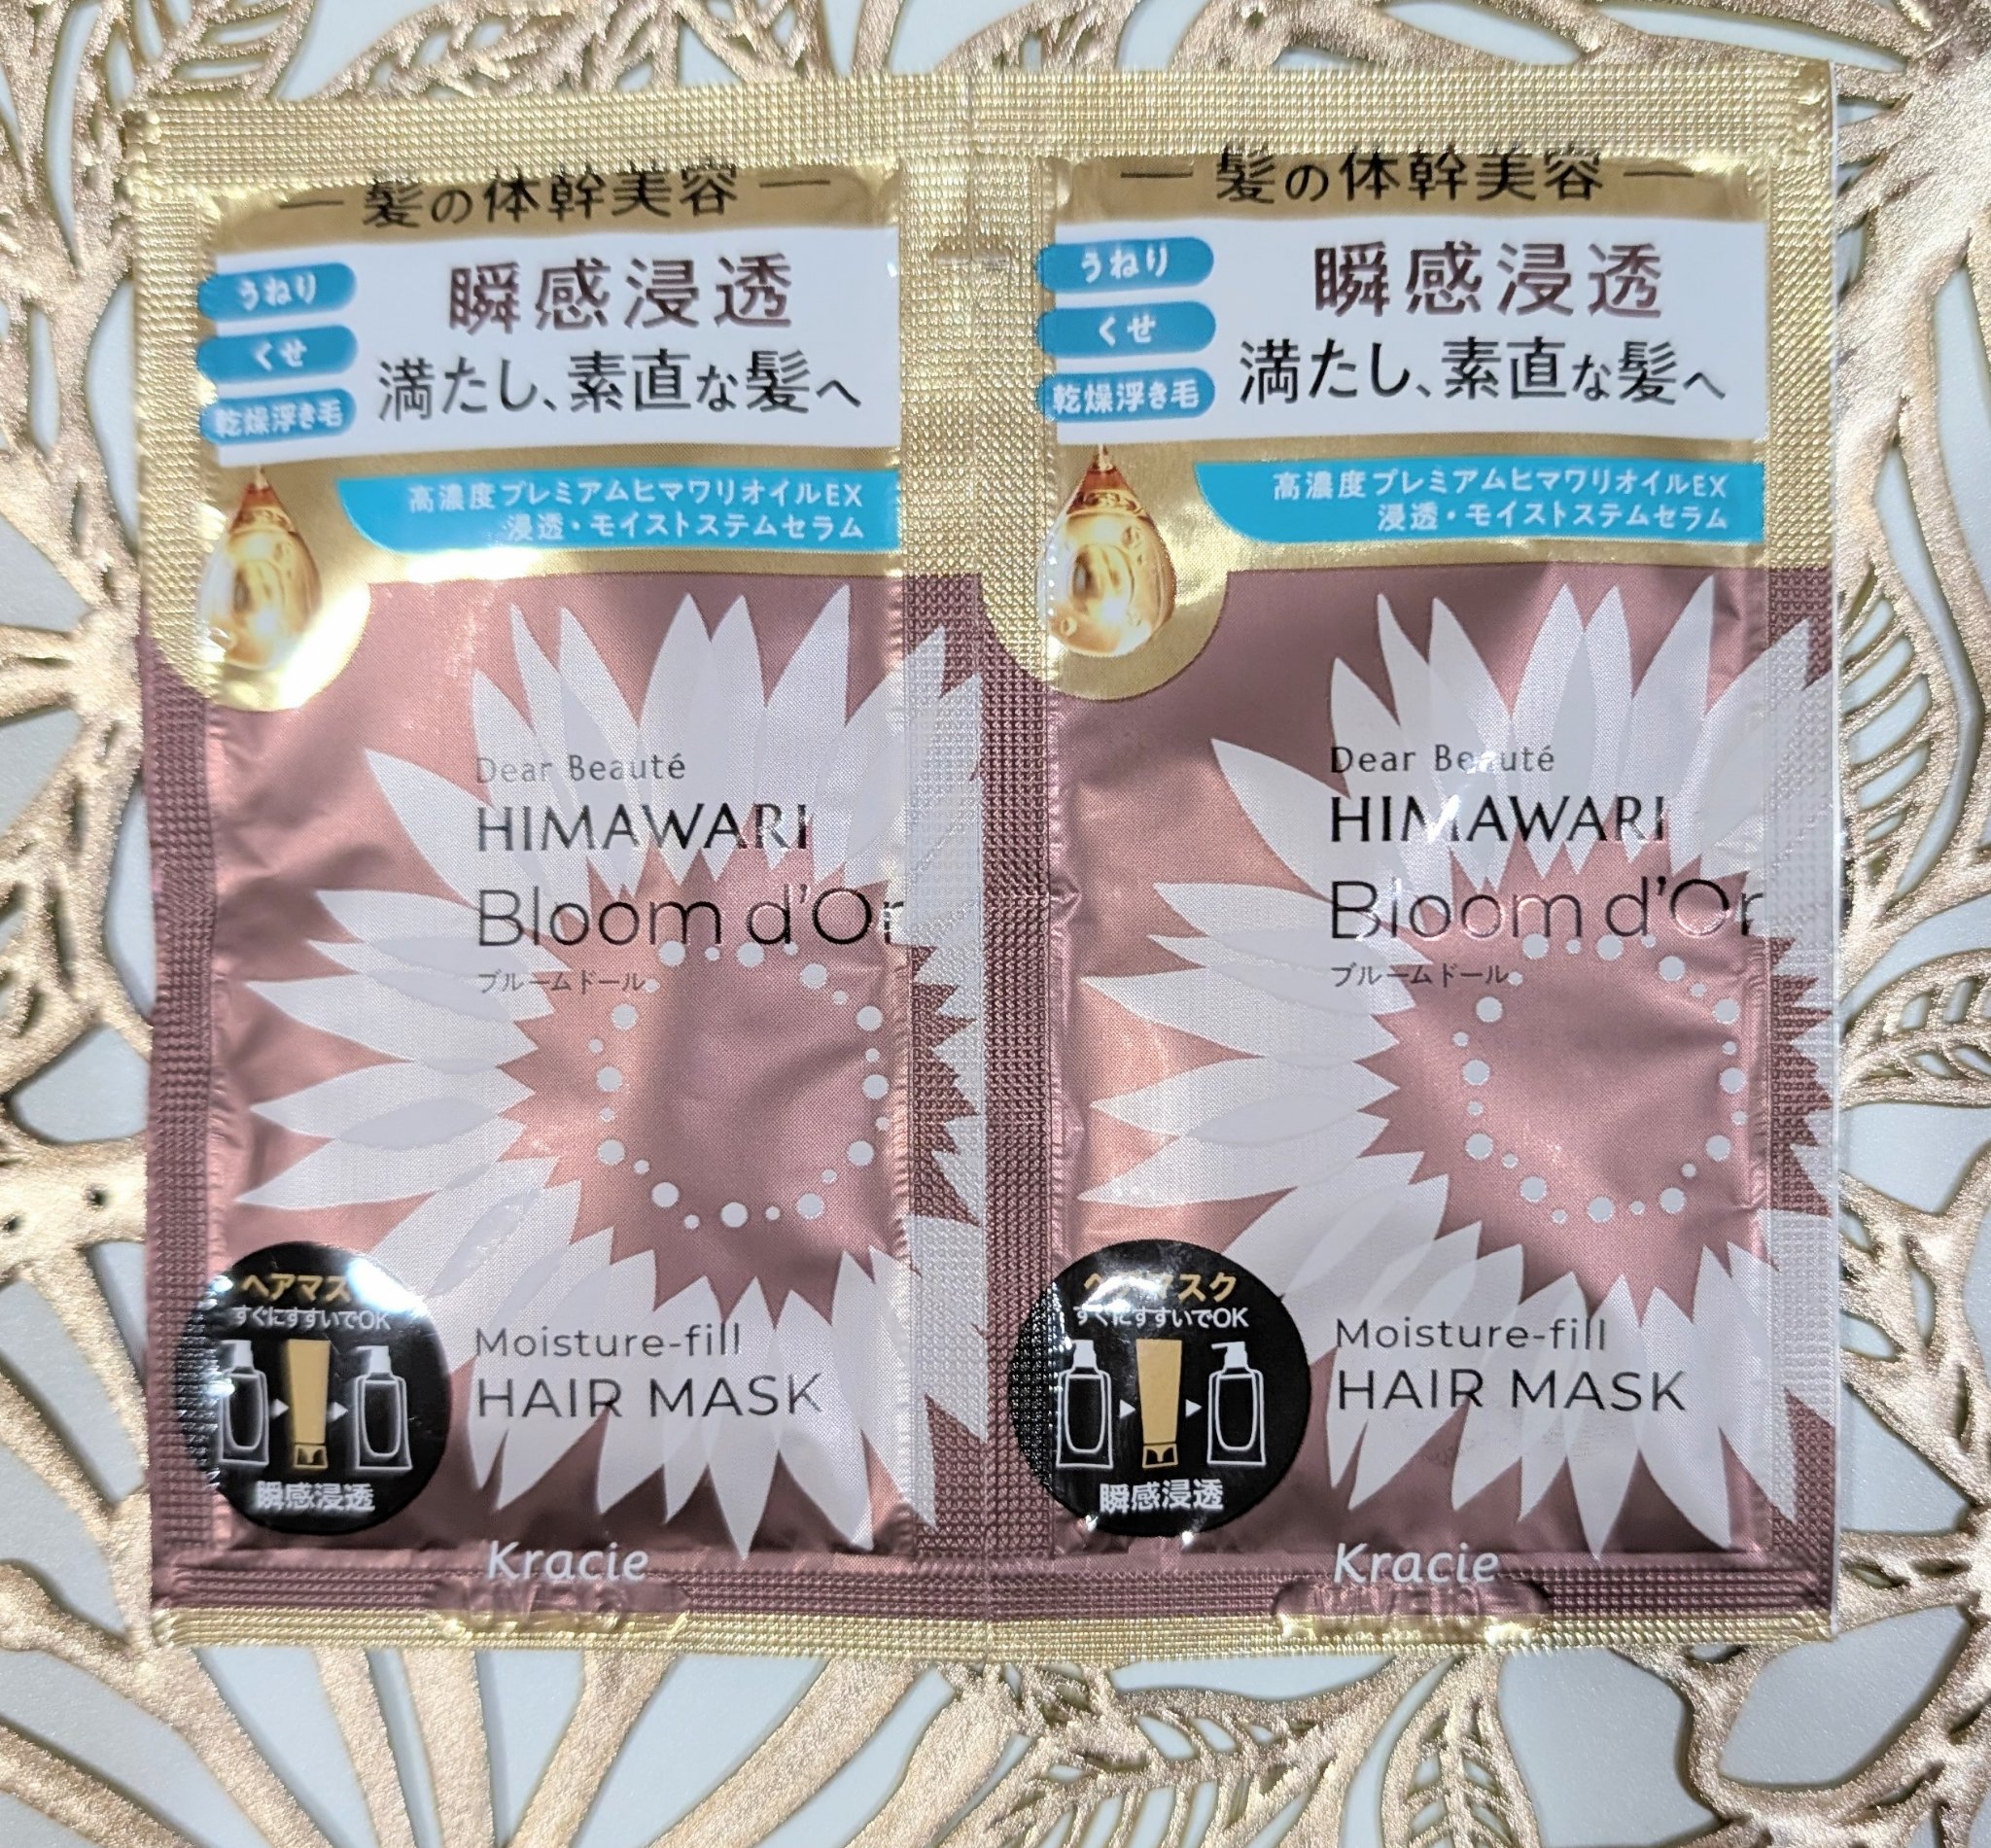 髪の体幹美容
うねり
くせ
乾燥浮き毛
瞬感浸透
満たし、素直な髪へ
高濃度プレミアムヒマワリオイルEX
浸透・モイストステムセラム
Dear Beauté
HIMAWARI
Bloom d'Or
ブルームドール
ヘアマスク
すぐにすすいでOK
瞬感浸透
Moisture-fill
HAIR MASK
Kracie
髪の体幹美容
うねり
くせ
乾燥浮き毛
瞬感浸透
満たし、素直な髪へ
高濃度プレミアムヒマワリオイルEX
浸透・モイストステムセラム
Dear Beauté
HIMAWARI
Bloom d'Or
ブルームドール
ヘアマスク
すぐにすすいでOK
瞬感浸透
Moisture-fill
HAIR MASK
Kracie